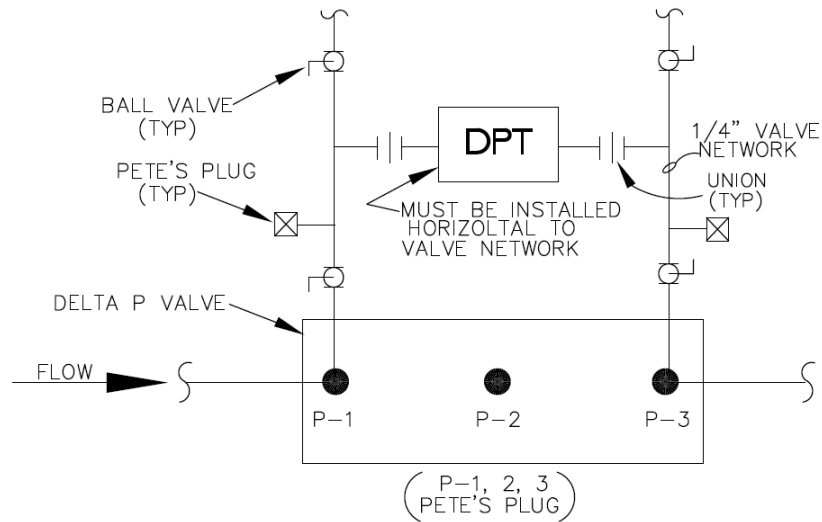 BALL VALVE
(TYP)
DPT
1/4" VALVE
NETWORK
PETE'S PLUG
(TYP)
UNION
(TYP)
MUST BE INSTALLED
HORIZOLTAL TO
VALVE NETWORK
DELTA P VALVE
FLOW
P-1
P-2
P-3
(P-1, 2, 3
PETE'S PLUG)